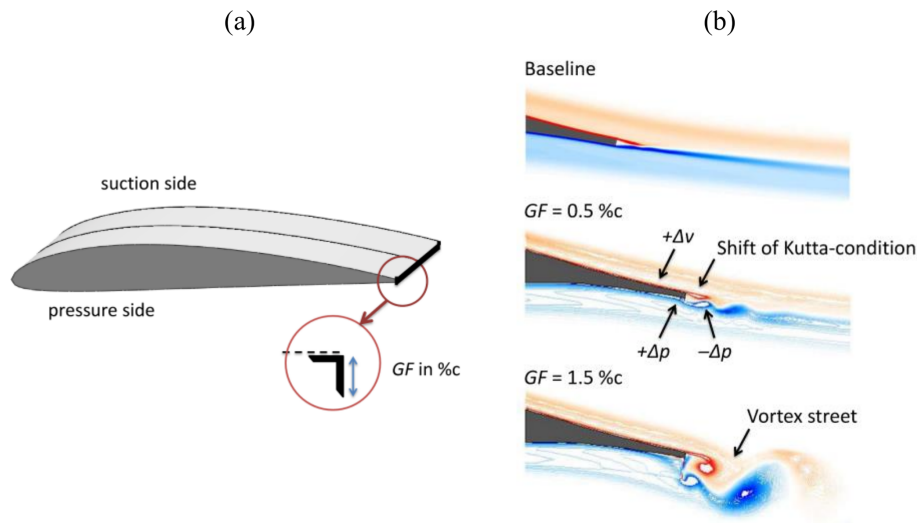 (a)
suction side
pressure side
GF in %c
(b)
Baseline
GF = 0.5 %c
+Δv
Shift of Kutta-condition
+Δp
−Δp
GF = 1.5 %c
Vortex street